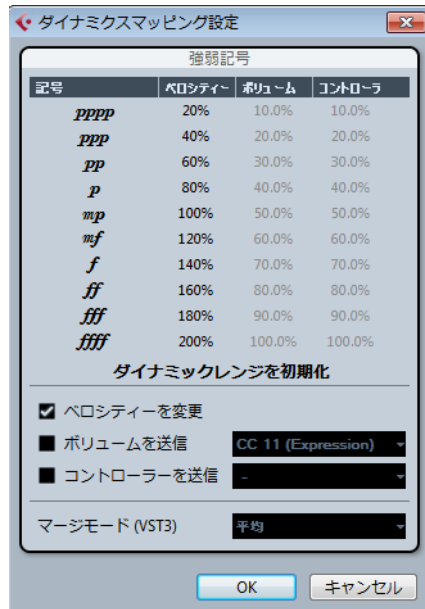 ダイナミクスマッピング設定
強弱記号
記号 ベロシティー ボリューム コントローラ
pppp 20% 10.0% 10.0%
ppp 40% 20.0% 20.0%
pp 60% 30.0% 30.0%
p 80% 40.0% 40.0%
mp 100% 50.0% 50.0%
mf 120% 60.0% 60.0%
f 140% 70.0% 70.0%
ff 160% 80.0% 80.0%
fff 180% 90.0% 90.0%
ffff 200% 100.0% 100.0%
ダイナミックレンジを初期化
ベロシティーを変更
ボリュームを送信 CC 11 (Expression)
コントローラーを送信 -
マージモード (VST3) 平均
OK キャンセル